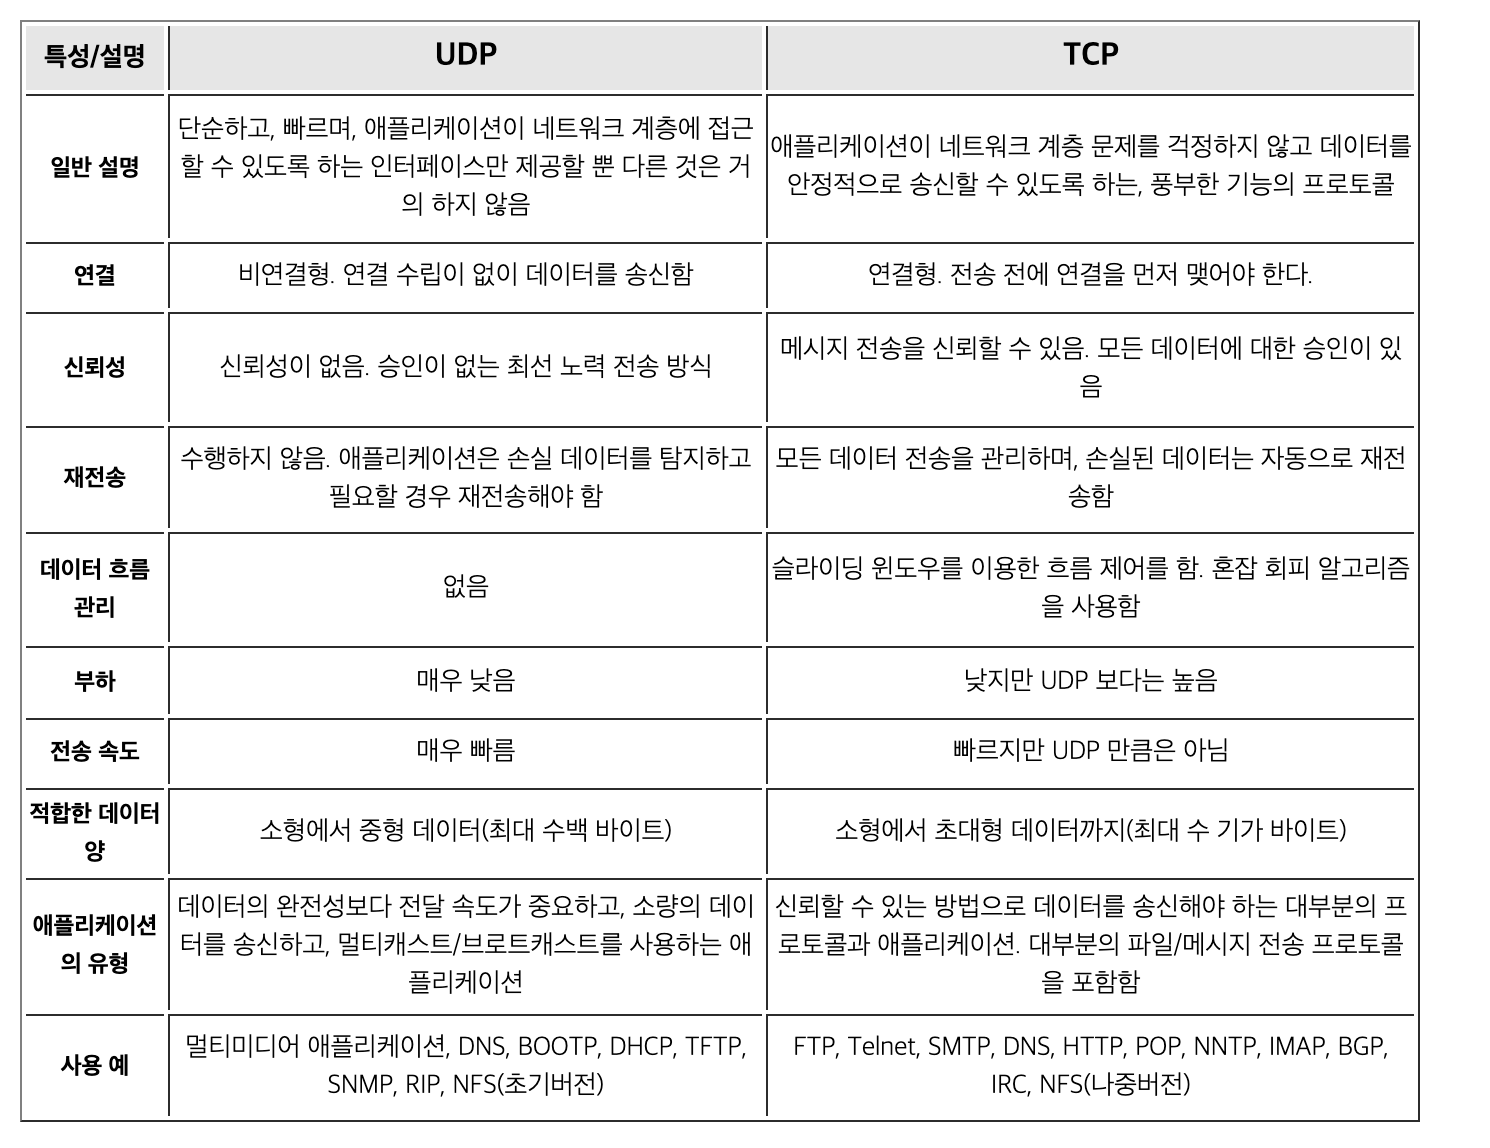 특성/설명
UDP
TCP
일반 설명
단순하고, 빠르며, 애플리케이션이 네트워크 계층에 접근
할 수 있도록 하는 인터페이스만 제공할 뿐 다른 것은 거
의 하지 않음
애플리케이션이 네트워크 계층 문제를 걱정하지 않고 데이터를
안정적으로 송신할 수 있도록 하는, 풍부한 기능의 프로토콜
연결
비연결형. 연결 수립이 없이 데이터를 송신함
연결형. 전송 전에 연결을 먼저 맺어야 한다.
신뢰성
신뢰성이 없음. 승인이 없는 최선 노력 전송 방식
메시지 전송을 신뢰할 수 있음. 모든 데이터에 대한 승인이 있
음
재전송
수행하지 않음. 애플리케이션은 손실 데이터를 탐지하고
필요할 경우 재전송해야 함
모든 데이터 전송을 관리하며, 손실된 데이터는 자동으로 재전
송함
데이터 흐름
관리
없음
슬라이딩 윈도우를 이용한 흐름 제어를 함. 혼잡 회피 알고리즘
을 사용함
부하
매우 낮음
낮지만 UDP 보다는 높음
전송 속도
매우 빠름
빠르지만 UDP 만큼은 아님
적합한 데이터
양
소형에서 중형 데이터(최대 수백 바이트)
소형에서 초대형 데이터까지(최대 수 기가 바이트)
애플리케이션
의 유형
데이터의 완전성보다 전달 속도가 중요하고, 소량의 데이
터를 송신하고, 멀티캐스트/브로트캐스트를 사용하는 애
플리케이션
신뢰할 수 있는 방법으로 데이터를 송신해야 하는 대부분의 프
로토콜과 애플리케이션. 대부분의 파일/메시지 전송 프로토콜
을 포함함
사용 예
멀티미디어 애플리케이션, DNS, BOOTP, DHCP, TFTP,
SNMP, RIP, NFS(초기버전)
FTP, Telnet, SMTP, DNS, HTTP, POP, NNTP, IMAP, BGP,
IRC, NFS(나중버전)